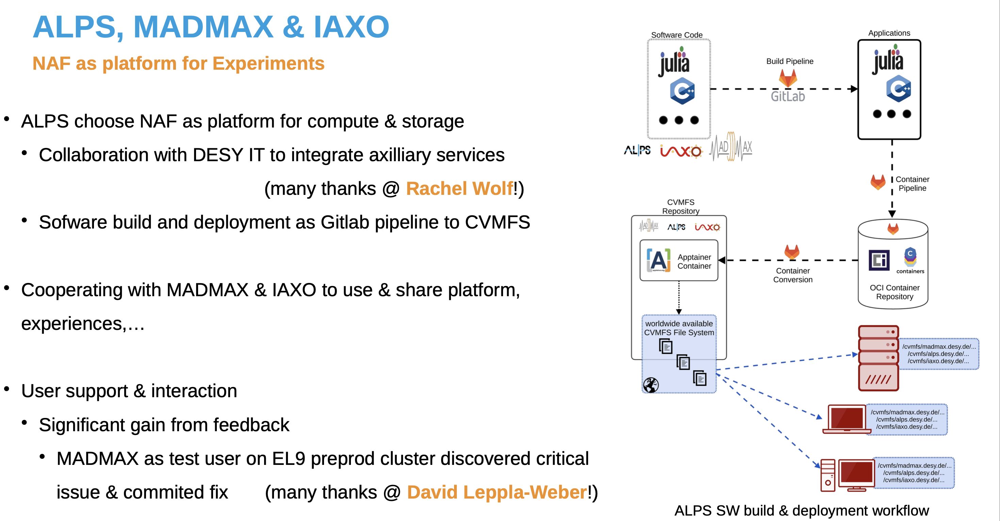 ALPS, MADMAX & IAXO
NAF as platform for Experiments
• ALPS choose NAF as platform for compute & storage
• Collaboration with DESY IT to integrate axilliary services
(many thanks @ Rachel Wolf!)
• Sofware build and deployment as Gitlab pipeline to CVMFS
• Cooperating with MADMAX & IAXO to use & share platform,
experiences,…
• User support & interaction
• Significant gain from feedback
• MADMAX as test user on EL9 preprod cluster discovered critical
issue & commited fix (many thanks @ David Leppla-Weber!)
Software Code
julia
C++
ALPS
iAXO
MADMAX
Build Pipeline
GitLab
Applications
julia
C++
Container
Pipeline
Ci
C
containers
OCI Container
Repository
Container
Conversion
CVMFS
Repository
MADMAX
ALPS
iAXO
[A]
apptainer.org
Apptainer
Container
worldwide available
CVMFS File System
/cvmfs/madmax.desy.de/...
/cvmfs/alps.desy.de/...
/cvmfs/iaxo.desy.de/...
/cvmfs/madmax.desy.de/...
/cvmfs/alps.desy.de/...
/cvmfs/iaxo.desy.de/...
/cvmfs/madmax.desy.de/...
/cvmfs/alps.desy.de/...
/cvmfs/iaxo.desy.de/...
ALPS SW build & deployment workflow